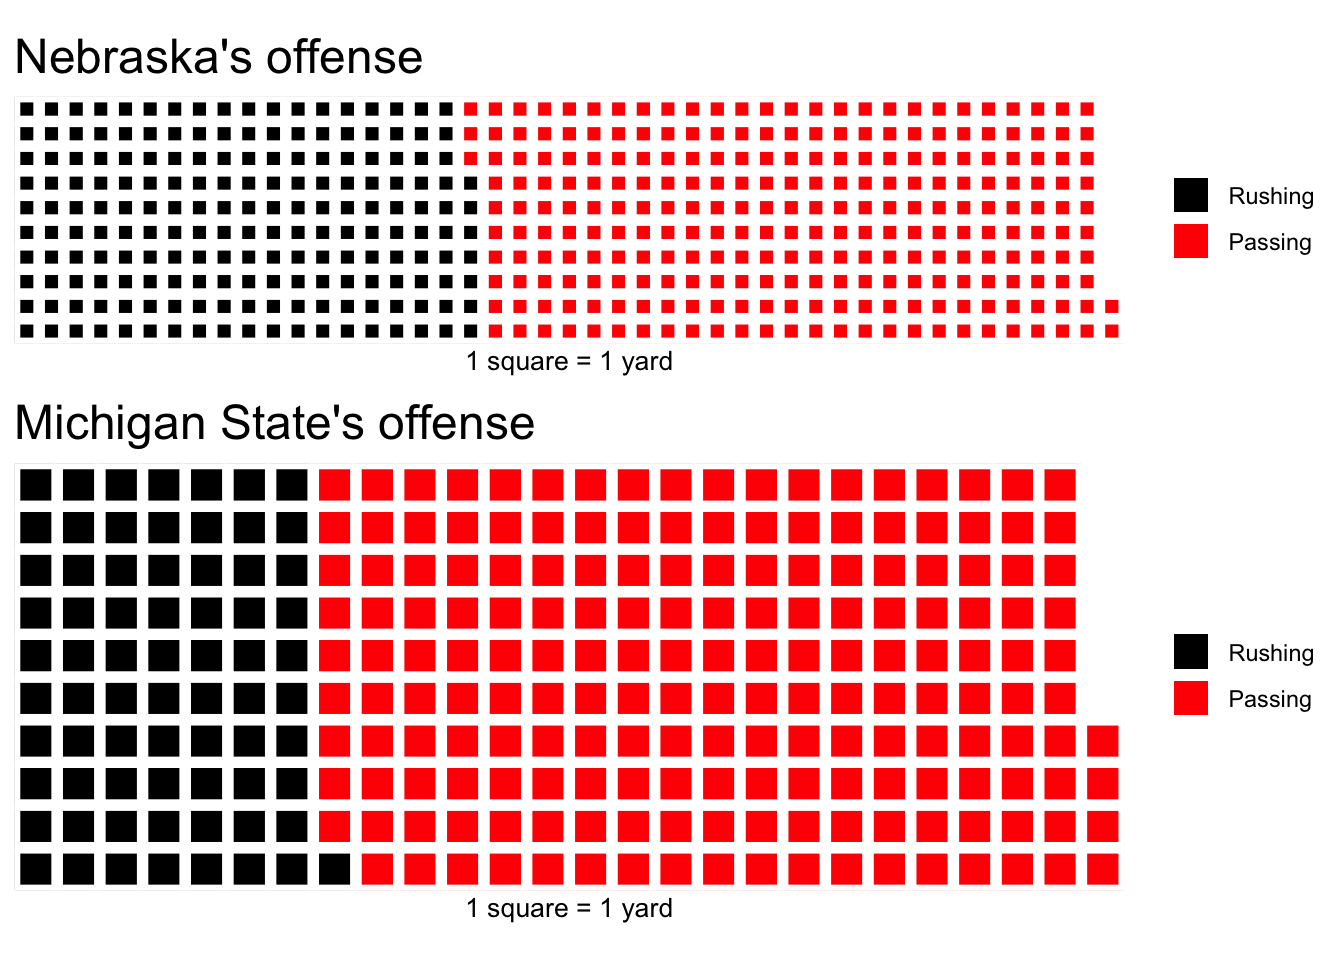 Nebraska's offense
Rushing
Passing
1 square = 1 yard
Michigan State's offense
Rushing
Passing
1 square = 1 yard